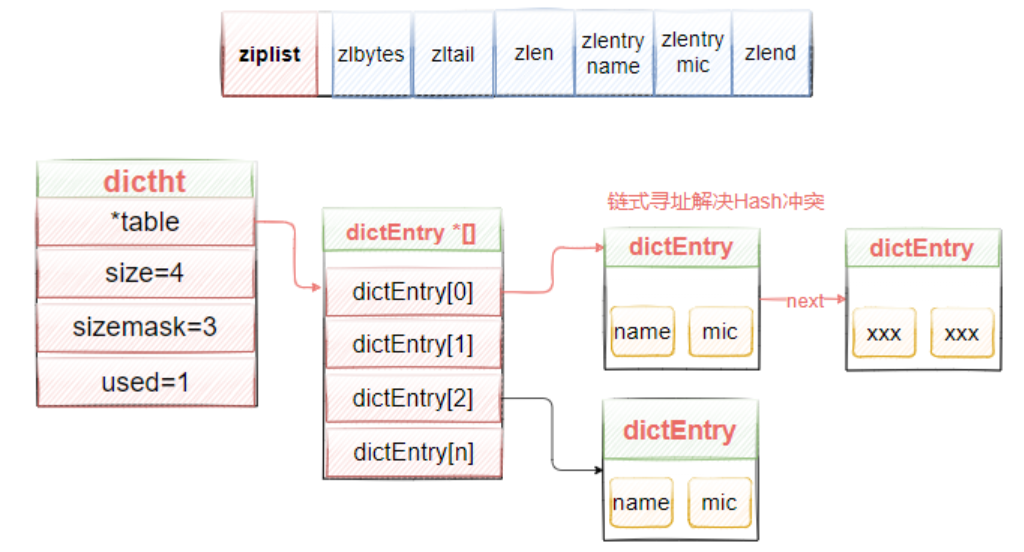 ziplist
zlbytes
zltail
zlen
zlentry
name
zlentry
mic
zlend
dictht
*table
size=4
sizemask=3
used=1
dictEntry *[]
dictEntry[0]
dictEntry[1]
dictEntry[2]
dictEntry[n]
链式寻址解决Hash冲突
dictEntry
name
mic
next
dictEntry
xxx
xxx
dictEntry
name
mic